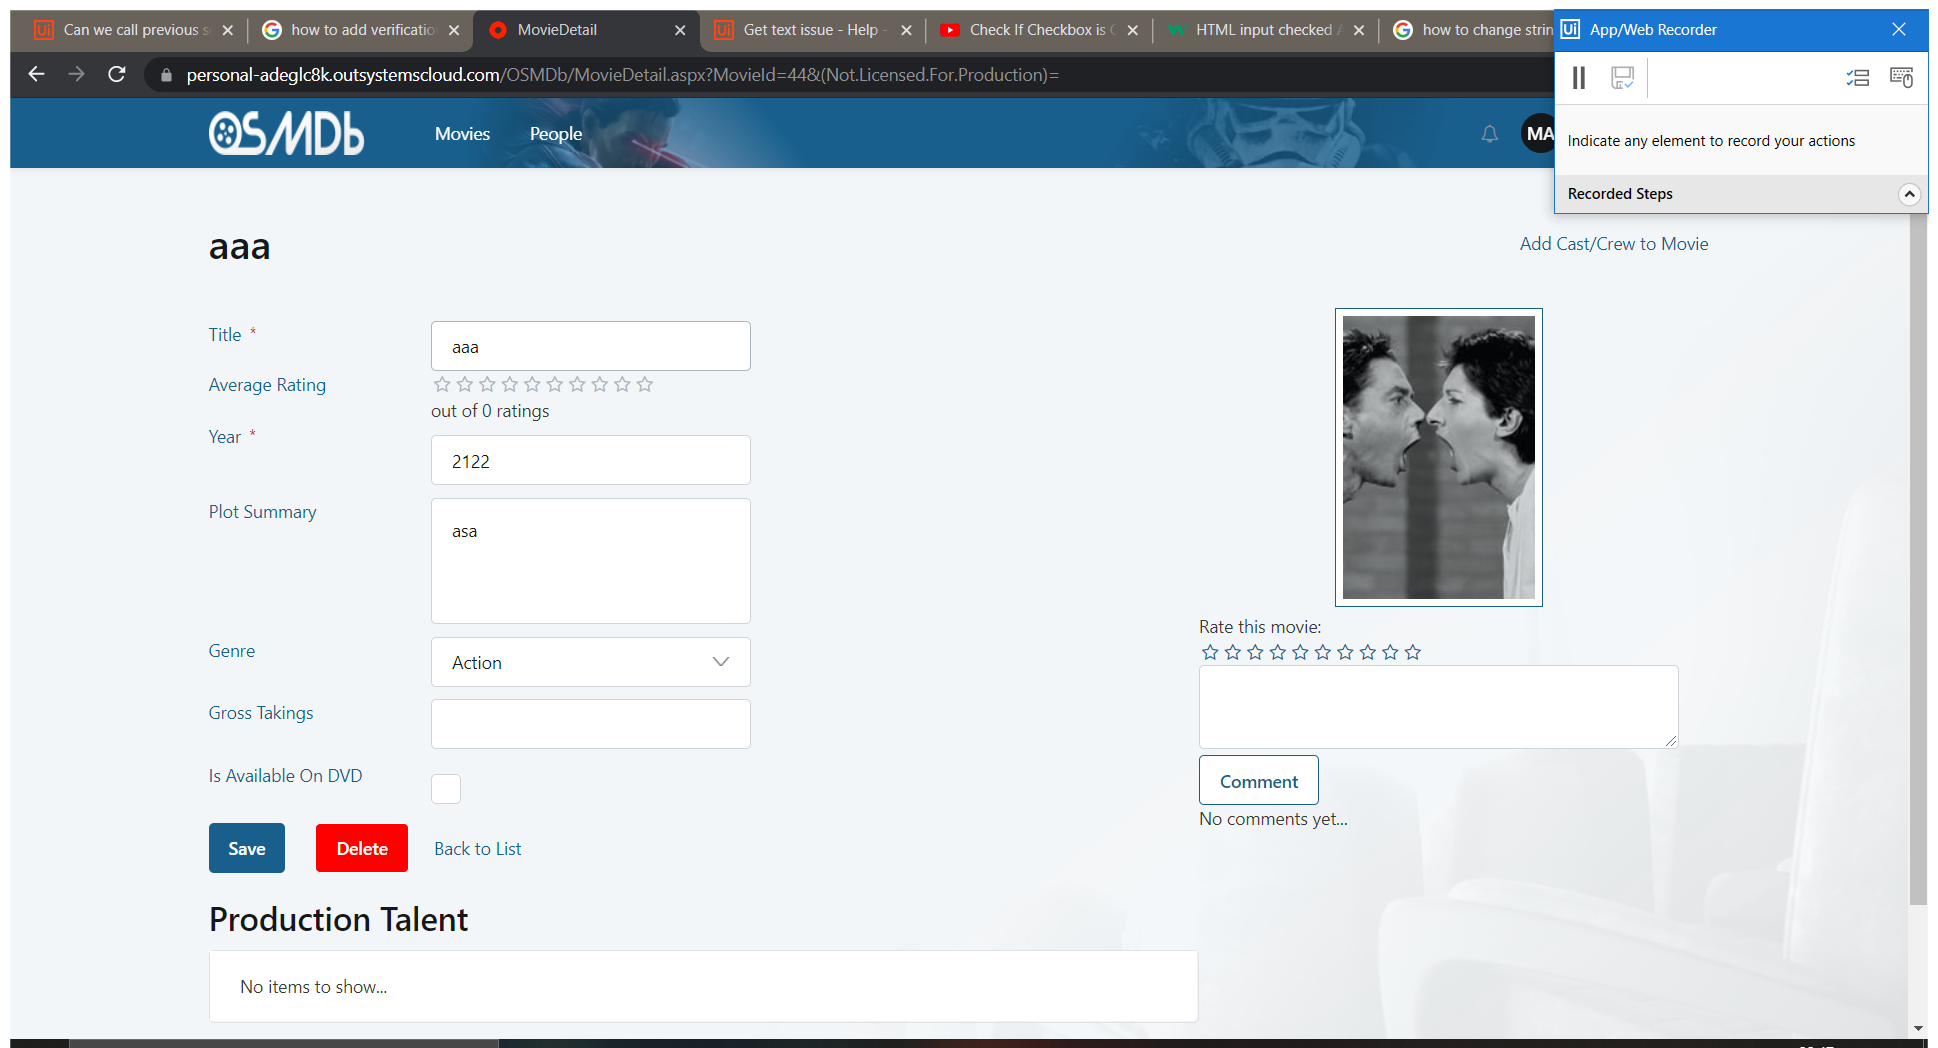 Can we call previous s
how to add verificatio
MovieDetail
Get text issue - Help -
Check If Checkbox is
HTML input checked
how to change strin
Ui App/Web Recorder
personal-adeglc8k.outsystemscloud.com/OSMDb/MovieDetail.aspx?MovieId=44&(Not.Licensed.For.Production)=
OSMDb
Movies
People
MA
Indicate any element to record your actions
Recorded Steps
aaa
Add Cast/Crew to Movie
Title *
aaa
Average Rating
out of 0 ratings
Year *
2122
Plot Summary
asa
Genre
Action
Gross Takings
Is Available On DVD
Save
Delete
Back to List
Rate this movie:
Comment
No comments yet...
Production Talent
No items to show...